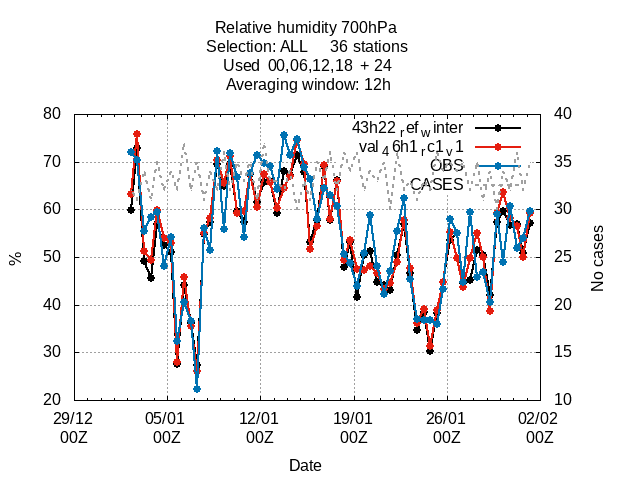 Relative humidity 700hPa
Selection: ALL 36 stations
Used 00,06,12,18 + 24
Averaging window: 12h
80 40
43h22_ref_winter
val_46h1_rc1_v1
70 35
OBS
CASES
60 30
% 50 25 No cases
40 20
30 15
20 10
29/12 05/01 12/01 19/01 26/01 02/02
00Z 00Z 00Z 00Z 00Z 00Z
Date